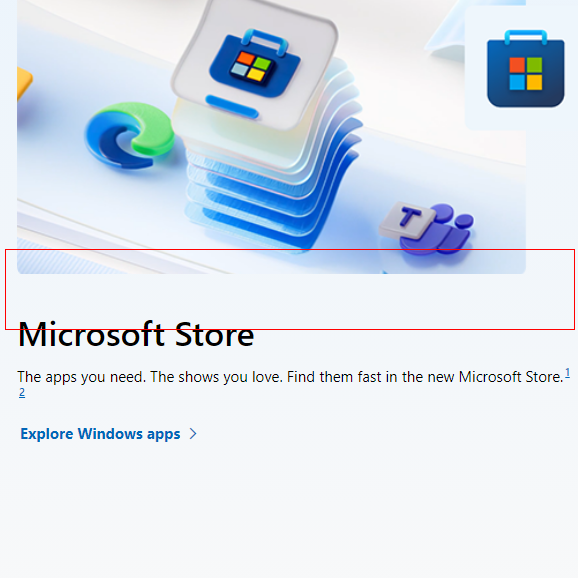 T
Microsoft Store
The apps you need. The shows you love. Find them fast in the new Microsoft Store.1
2
Explore Windows apps